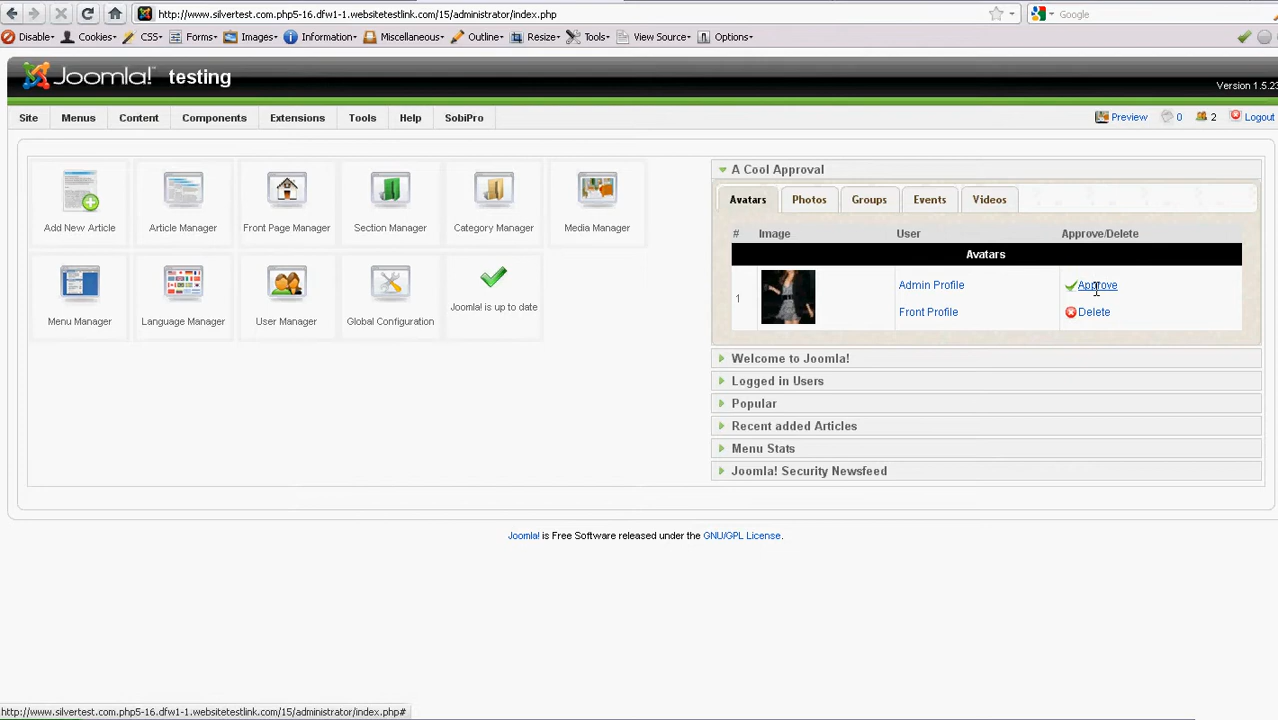 http://www.silvertest.com.php5-16.dfw1-1.websitetestlink.com/15/administrator/index.php
Google
Disable Cookies CSS Forms Images Information Miscellaneous Outline Resize Tools View Source Options
Joomla! testing
Version 1.5.23
Site Menus Content Components Extensions Tools Help SobiPro
Preview 0 2 Logout
Add New Article
Article Manager
Front Page Manager
Section Manager
Category Manager
Media Manager
Menu Manager
Language Manager
User Manager
Global Configuration
Joomla! is up to date
A Cool Approval
Avatars Photos Groups Events Videos
# Image User Approve/Delete
Avatars
1
Admin Profile
Approve
Front Profile
Delete
Welcome to Joomla!
Logged in Users
Popular
Recent added Articles
Menu Stats
Joomla! Security Newsfeed
Joomla! is Free Software released under the GNU/GPL License.
http://www.silvertest.com.php5-16.dfw1-1.websitetestlink.com/15/administrator/index.php#